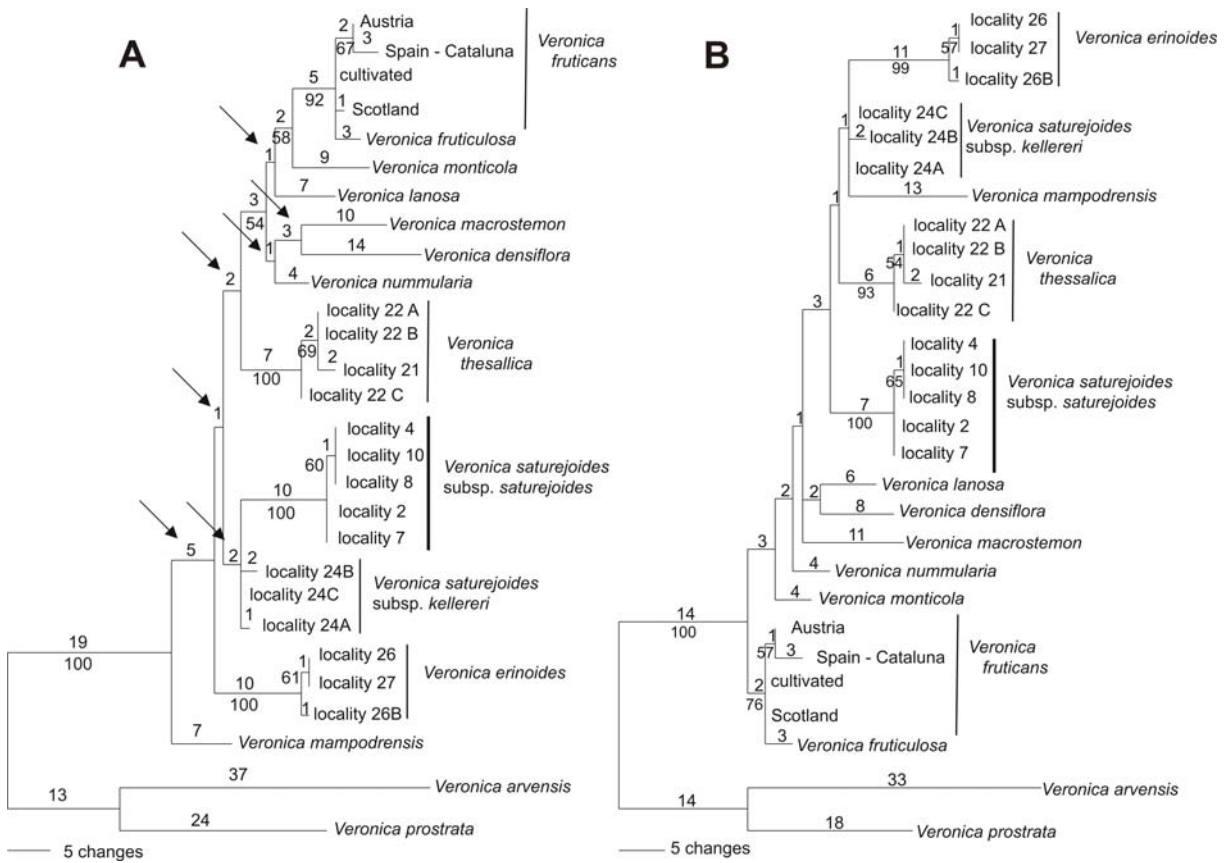 A
2
Austria
67
3
Spain - Cataluna
5
cultivated
92
1
Scotland
Veronica
fruticans
2
58
3
Veronica fruticulosa
9
Veronica monticola
1
7
Veronica lanosa
3
54
10
Veronica macrostemon
3
14
Veronica densiflora
1
4
Veronica nummularia
2
locality 22 A
2
locality 22 B
69
2
7
locality 21
100
locality 22 C
Veronica
thesallica
1
locality 4
1
locality 10
60
locality 8
10
100
locality 2
locality 7
Veronica saturejoides
subsp. saturejoides
5
2
2
locality 24B
locality 24C
1
locality 24A
Veronica saturejoides
subsp. kellereri
19
100
locality 26
1
61
locality 27
10
100
1
locality 26B
Veronica erinoides
7
Veronica mampodrensis
37
Veronica arvensis
13
24
Veronica prostrata
5 changes
B
locality 26
1
57
locality 27
11
99
1
locality 26B
Veronica erinoides
1
locality 24C
2
locality 24B
locality 24A
Veronica saturejoides
subsp. kellereri
13
Veronica mampodrensis
1
locality 22 A
1
locality 22 B
54
2
locality 21
6
93
locality 22 C
Veronica
thessalica
3
locality 4
1
locality 10
65
locality 8
7
100
locality 2
locality 7
Veronica saturejoides
subsp. saturejoides
2
2
6
Veronica lanosa
8
Veronica densiflora
11
Veronica macrostemon
4
Veronica nummularia
3
4
Veronica monticola
14
100
Austria
1
57
3
Spain - Cataluna
2
cultivated
76
Scotland
Veronica
fruticans
3
Veronica fruticulosa
33
Veronica arvensis
14
18
Veronica prostrata
5 changes